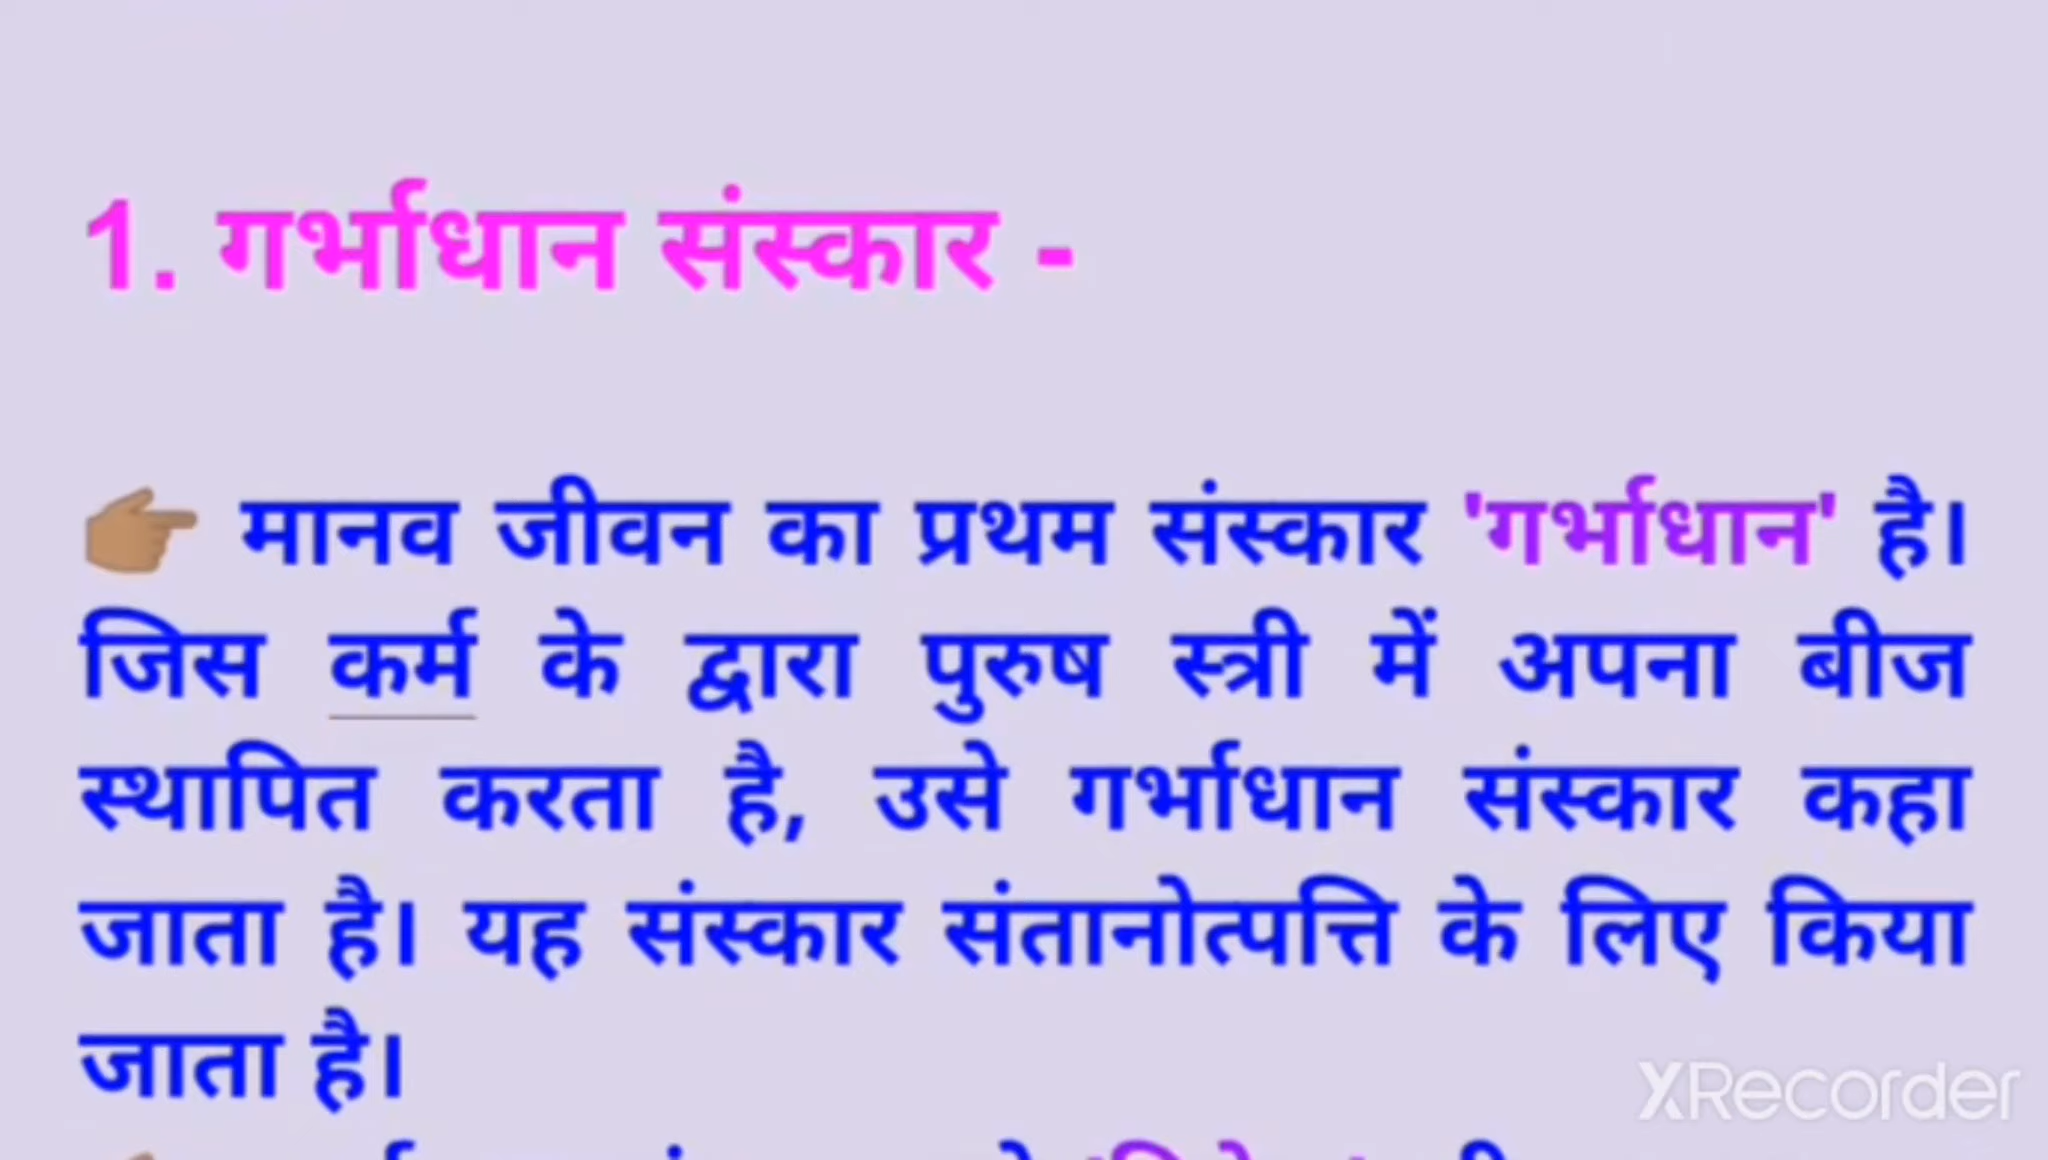 1. गर्भाधान संस्कार -
👉🏽 मानव जीवन का प्रथम संस्कार 'गर्भाधान' है।
जिस कर्म के द्वारा पुरुष स्त्री में अपना बीज
स्थापित करता है, उसे गर्भाधान संस्कार कहा
जाता है। यह संस्कार संतानोत्पत्ति के लिए किया
जाता है।
XRecorder